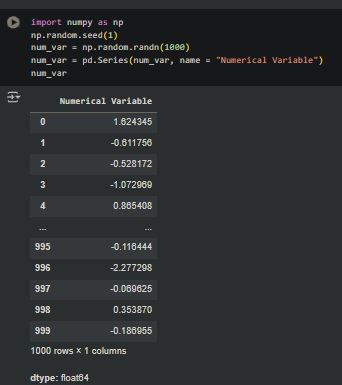 import numpy as np
np.random.seed(1)
num_var = np.random.randn(1000)
num_var = pd.Series(num_var, name = "Numerical Variable")
num_var
Numerical Variable
0 1.624345
1 -0.611756
2 -0.528172
3 -1.072969
4 0.865408
... ...
995 -0.116444
996 -2.277298
997 -0.069625
998 0.353870
999 -0.186955
1000 rows × 1 columns
dtype: float64